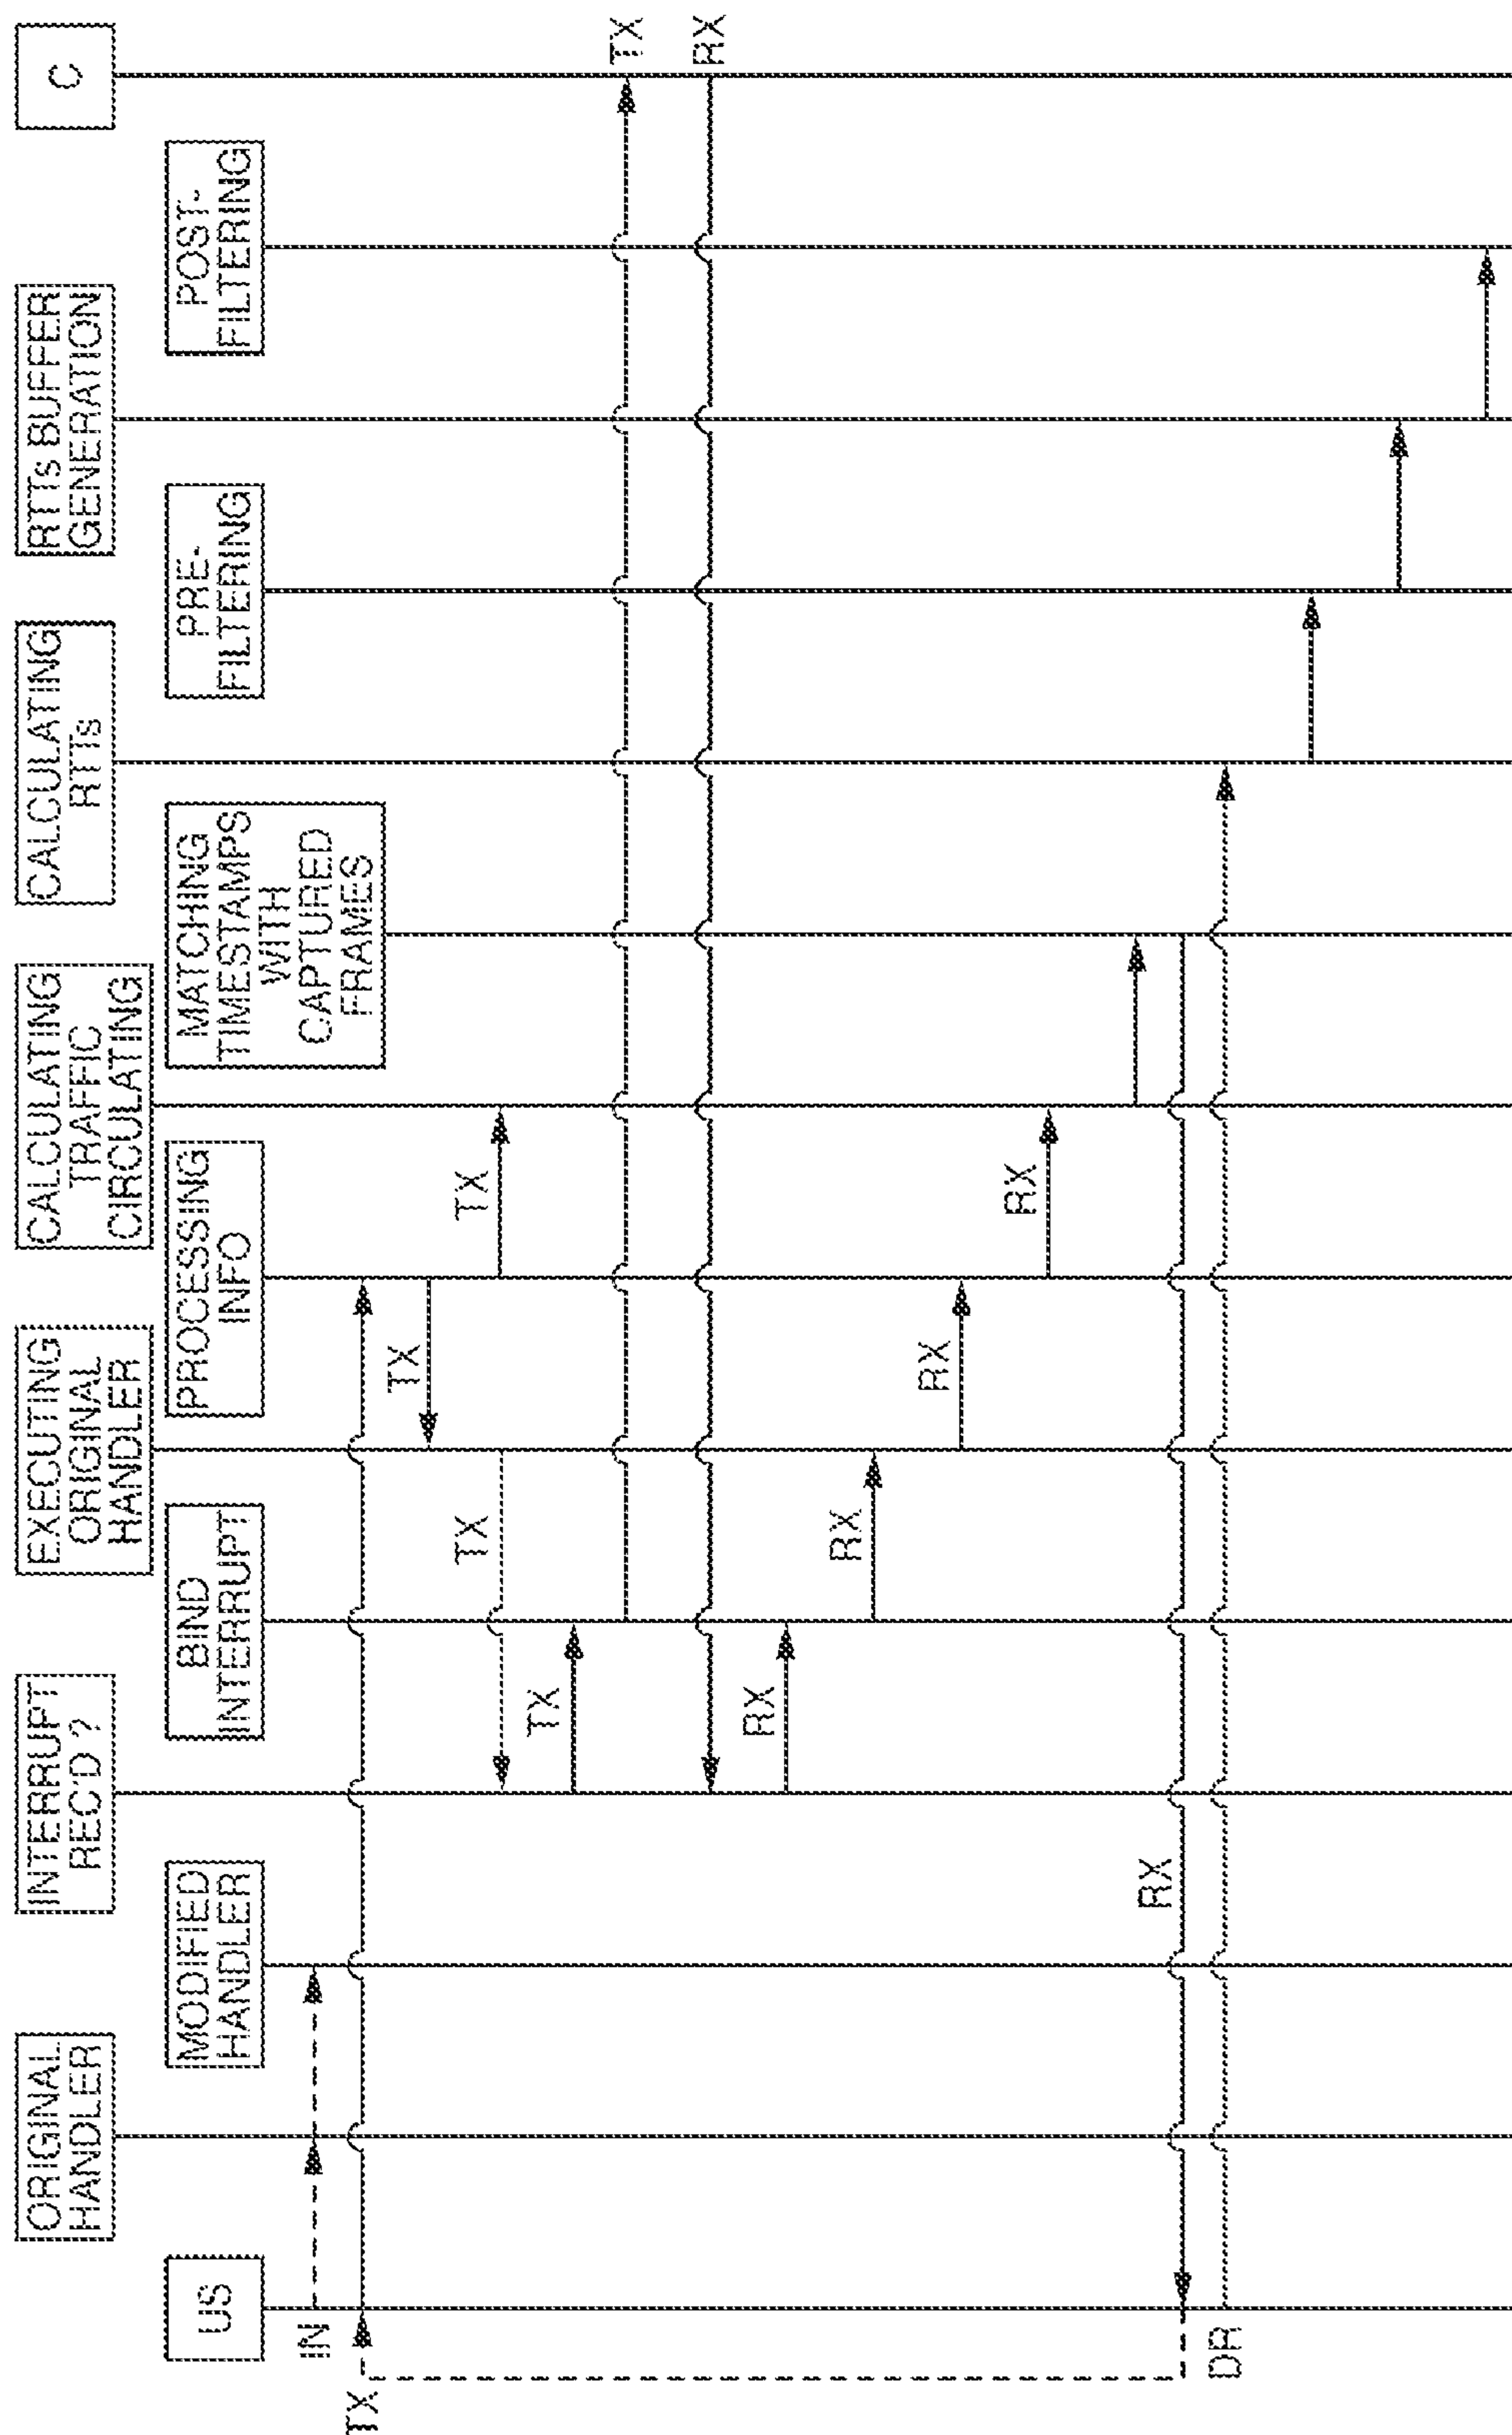 US
ORIGINAL
HANDLER
MODIFIED
HANDLER
INTERRUPT
REC'D ?
BIND
INTERRUPT
EXECUTING
ORIGINAL
HANDLER
PROCESSING
INFO
CALCULATING
TRAFFIC
CIRCULATING
MATCHING
TIMESTAMPS
WITH
CAPTURED
FRAMES
CALCULATING
RTTs
PRE-
FILTERING
RTTs BUFFER
GENERATION
POST-
FILTERING
C
IN
TX
TX
TX
TX
TX
TX
RX
RX
RX
RX
RX
RX
DR